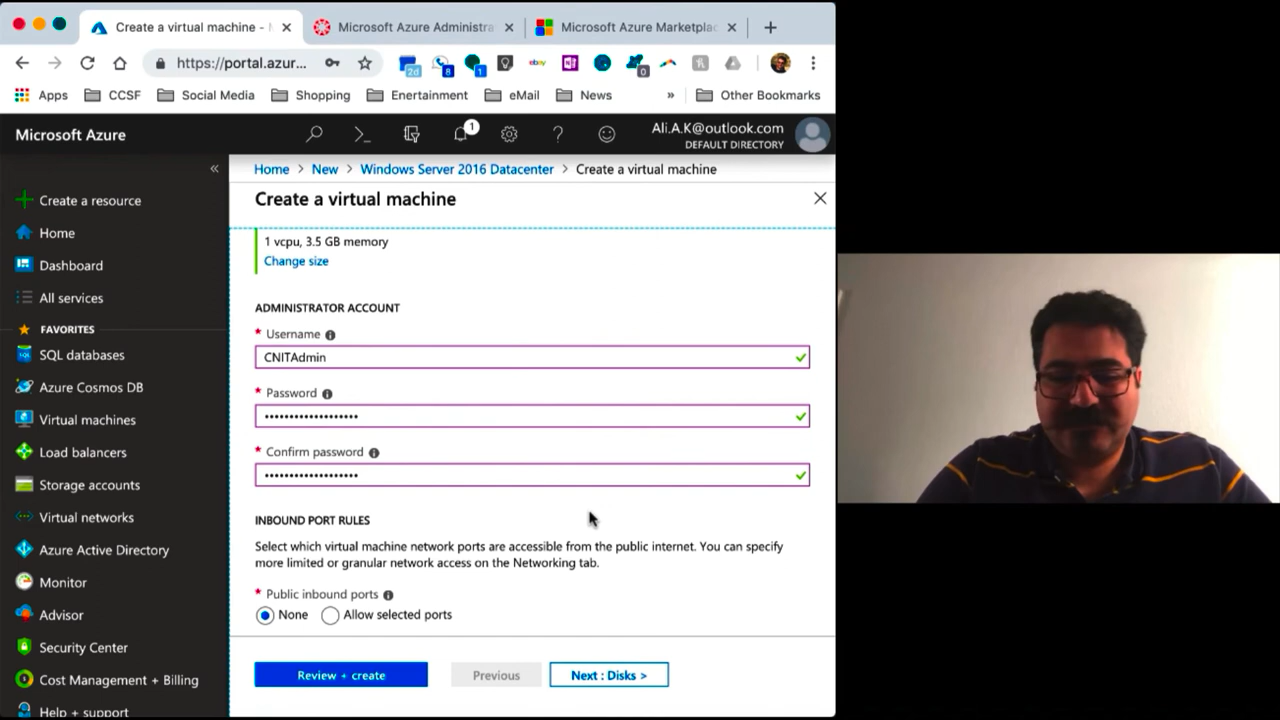 Create a virtual machine -
Microsoft Azure Administra
Microsoft Azure Marketplac
https://portal.azur...
2d
8
1
ebay
0
Apps
CCSF
Social Media
Shopping
Enertainment
eMail
News
»
Other Bookmarks
Microsoft Azure
1
Ali.A.K@outlook.com
DEFAULT DIRECTORY
Home > New > Windows Server 2016 Datacenter > Create a virtual machine
Create a virtual machine
Create a resource
Home
Dashboard
All services
FAVORITES
SQL databases
Azure Cosmos DB
Virtual machines
Load balancers
Storage accounts
Virtual networks
Azure Active Directory
Monitor
Advisor
Security Center
Cost Management + Billing
Help + support
1 vcpu, 3.5 GB memory
Change size
ADMINISTRATOR ACCOUNT
* Username
CNITAdmin
* Password
* Confirm password
INBOUND PORT RULES
Select which virtual machine network ports are accessible from the public internet. You can specify
more limited or granular network access on the Networking tab.
* Public inbound ports
None
Allow selected ports
Review + create
Previous
Next : Disks >